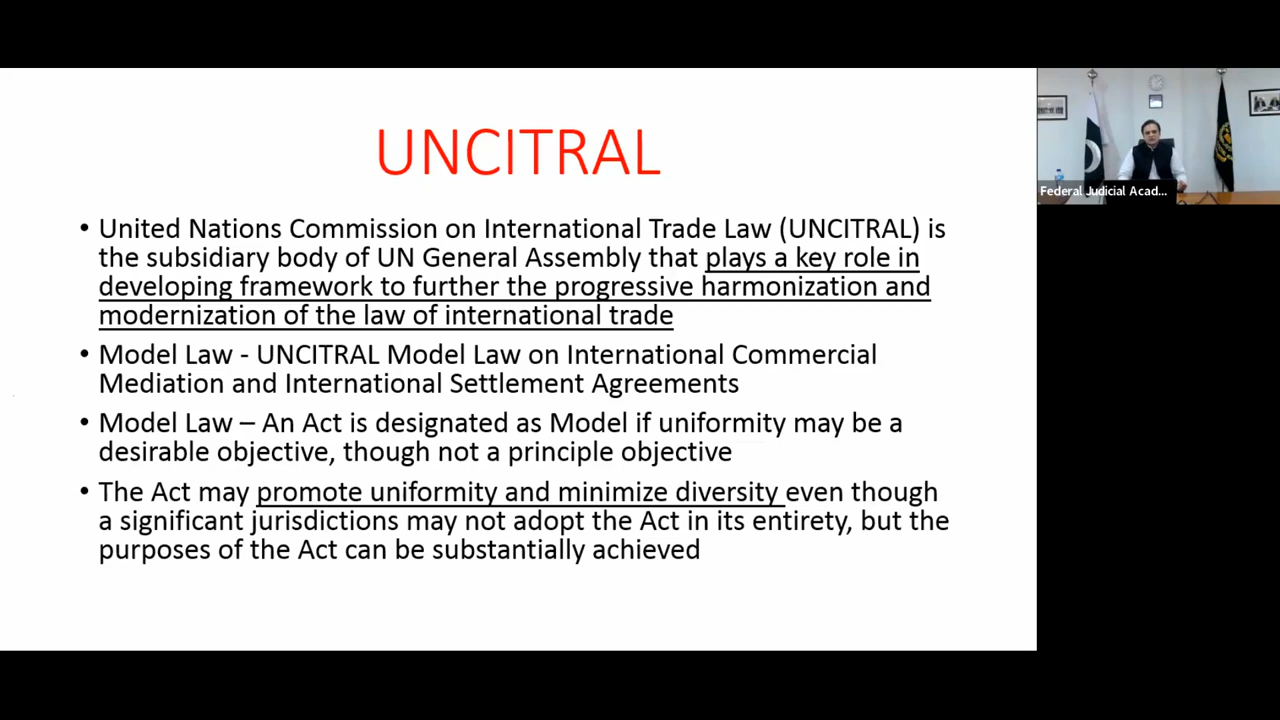 UNCITRAL
• United Nations Commission on International Trade Law (UNCITRAL) is
the subsidiary body of UN General Assembly that plays a key role in
developing framework to further the progressive harmonization and
modernization of the law of international trade
• Model Law - UNCITRAL Model Law on International Commercial
Mediation and International Settlement Agreements
• Model Law – An Act is designated as Model if uniformity may be a
desirable objective, though not a principle objective
• The Act may promote uniformity and minimize diversity even though
a significant jurisdictions may not adopt the Act in its entirety, but the
purposes of the Act can be substantially achieved
Federal Judicial Acad...